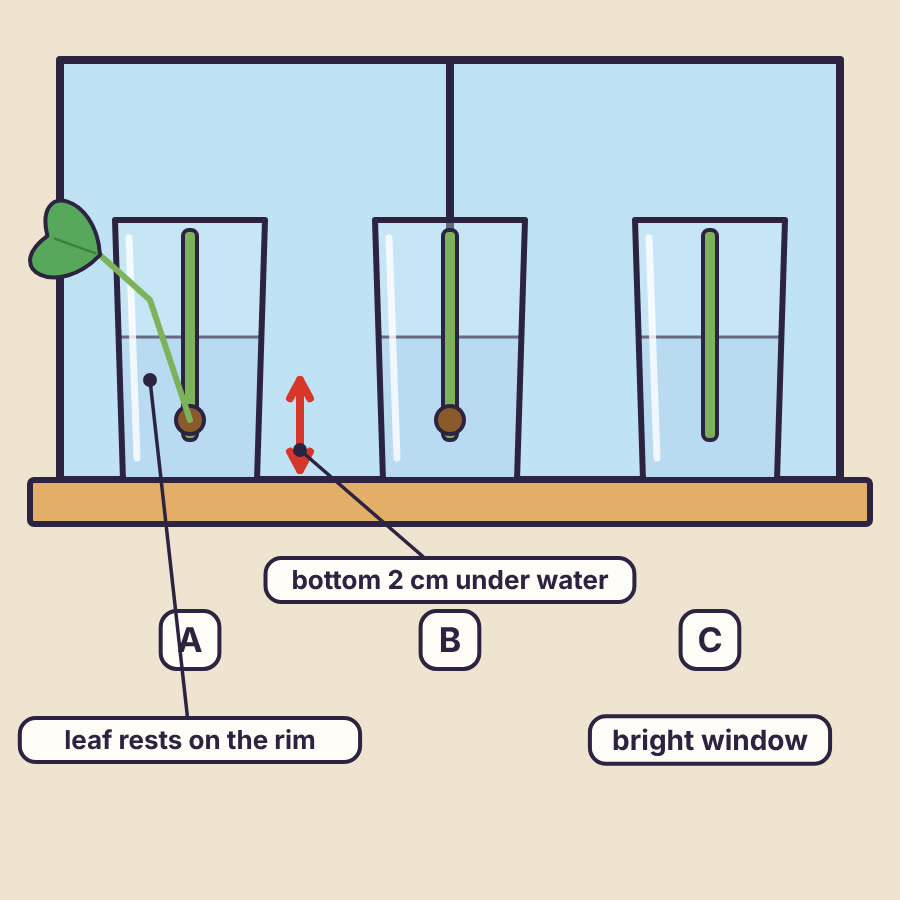 bottom 2 cm under water
A
B
C
leaf rests on the rim
bright window